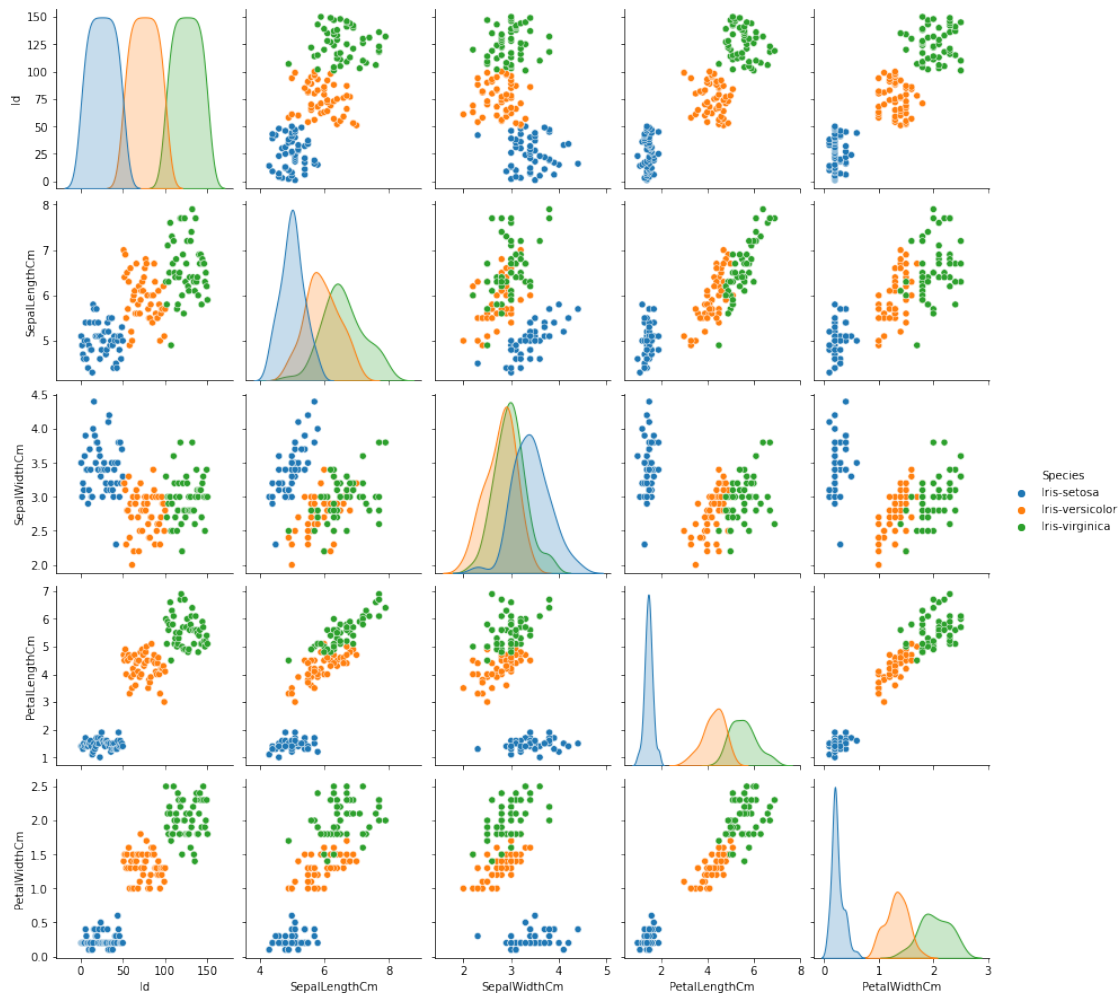 Id
150
125
100
75
50
25
0
SepalLengthCm
8
7
6
5
SepalWidthCm
4.5
4.0
3.5
3.0
2.5
2.0
Species
Iris-setosa
Iris-versicolor
Iris-virginica
PetalLengthCm
7
6
5
4
3
2
1
PetalWidthCm
2.5
2.0
1.5
1.0
0.5
0.0
0 50 100 150
4 6 8
2 3 4 5
0 2 4 6 8
0 1 2 3
Id SepalLengthCm SepalWidthCm PetalLengthCm PetalWidthCm